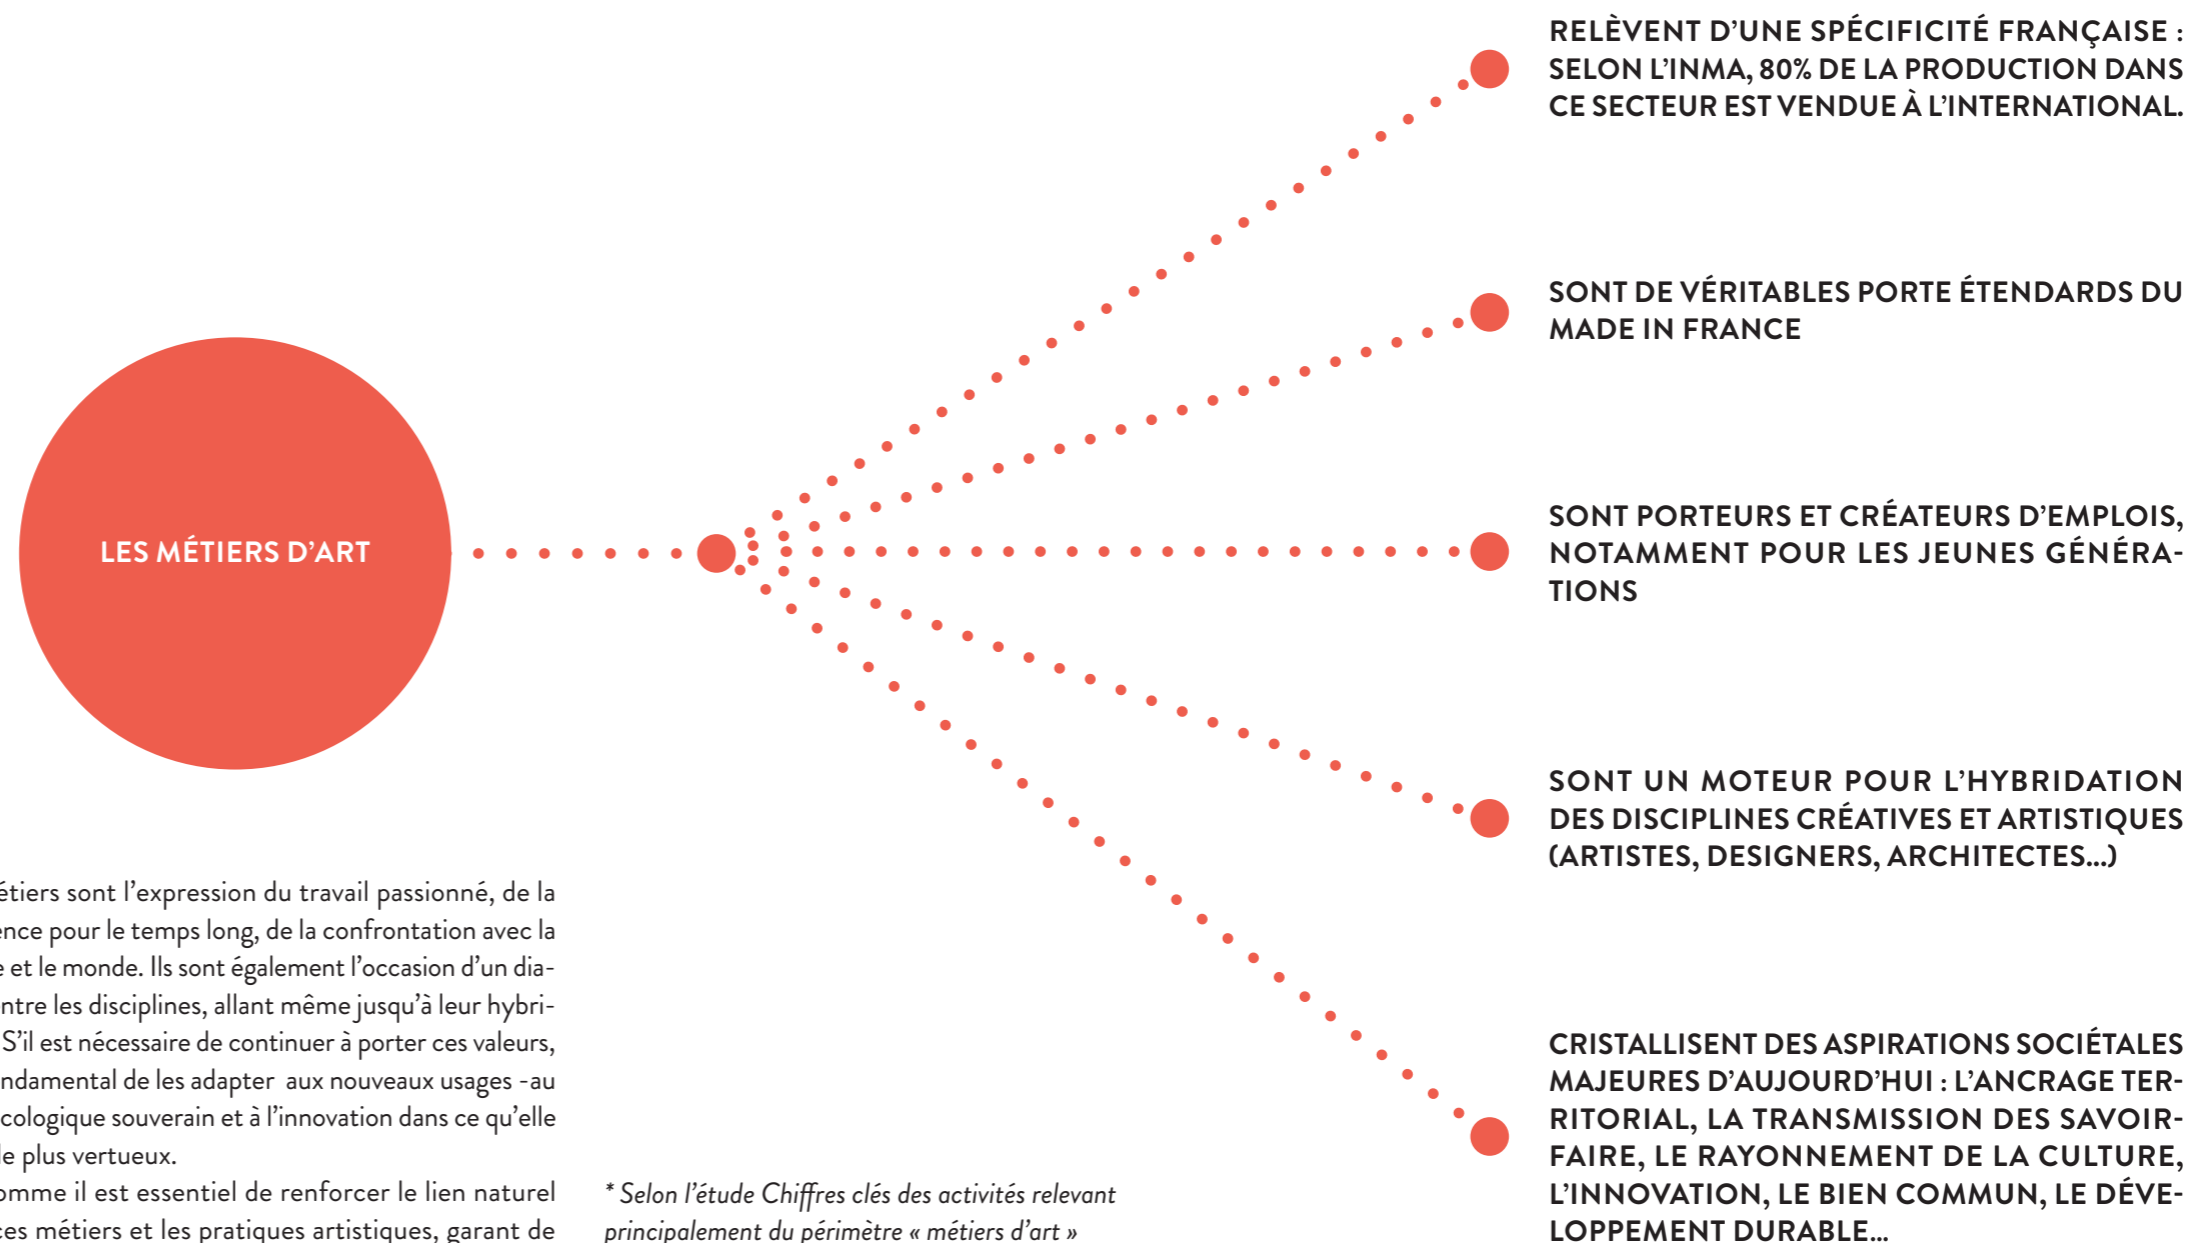 RELÈVENT D’UNE SPÉCIFICITÉ FRANÇAISE :
SELON L’INMA, 80% DE LA PRODUCTION DANS
CE SECTEUR EST VENDUE À L’INTERNATIONAL.
SONT DE VÉRITABLES PORTE ÉTENDARDS DU
MADE IN FRANCE
LES MÉTIERS D’ART
SONT PORTEURS ET CRÉATEURS D’EMPLOIS,
NOTAMMENT POUR LES JEUNES GÉNÉRA-
TIONS
SONT UN MOTEUR POUR L’HYBRIDATION
DES DISCIPLINES CRÉATIVES ET ARTISTIQUES
(ARTISTES, DESIGNERS, ARCHITECTES...)
CRISTALLISENT DES ASPIRATIONS SOCIÉTALES
MAJEURES D’AUJOURD’HUI : L’ANCRAGE TER-
RITORIAL, LA TRANSMISSION DES SAVOIR-
FAIRE, LE RAYONNEMENT DE LA CULTURE,
L’INNOVATION, LE BIEN COMMUN, LE DÉVE-
LOPPEMENT DURABLE...
sont l’expression du travail passionné, de la
pour le temps long, de la confrontation avec la
et le monde. Ils sont également l’occasion d’un dia-
les disciplines, allant même jusqu’à leur hybri-
S’il est nécessaire de continuer à porter ces valeurs,
de les adapter aux nouveaux usages -au
souverain et à l’innovation dans ce qu’elle
plus vertueux.
il est essentiel de renforcer le lien naturel
métiers et les pratiques artistiques, garant de
* Selon l’étude Chiffres clés des activités relevant
principalement du périmètre « métiers d’art »